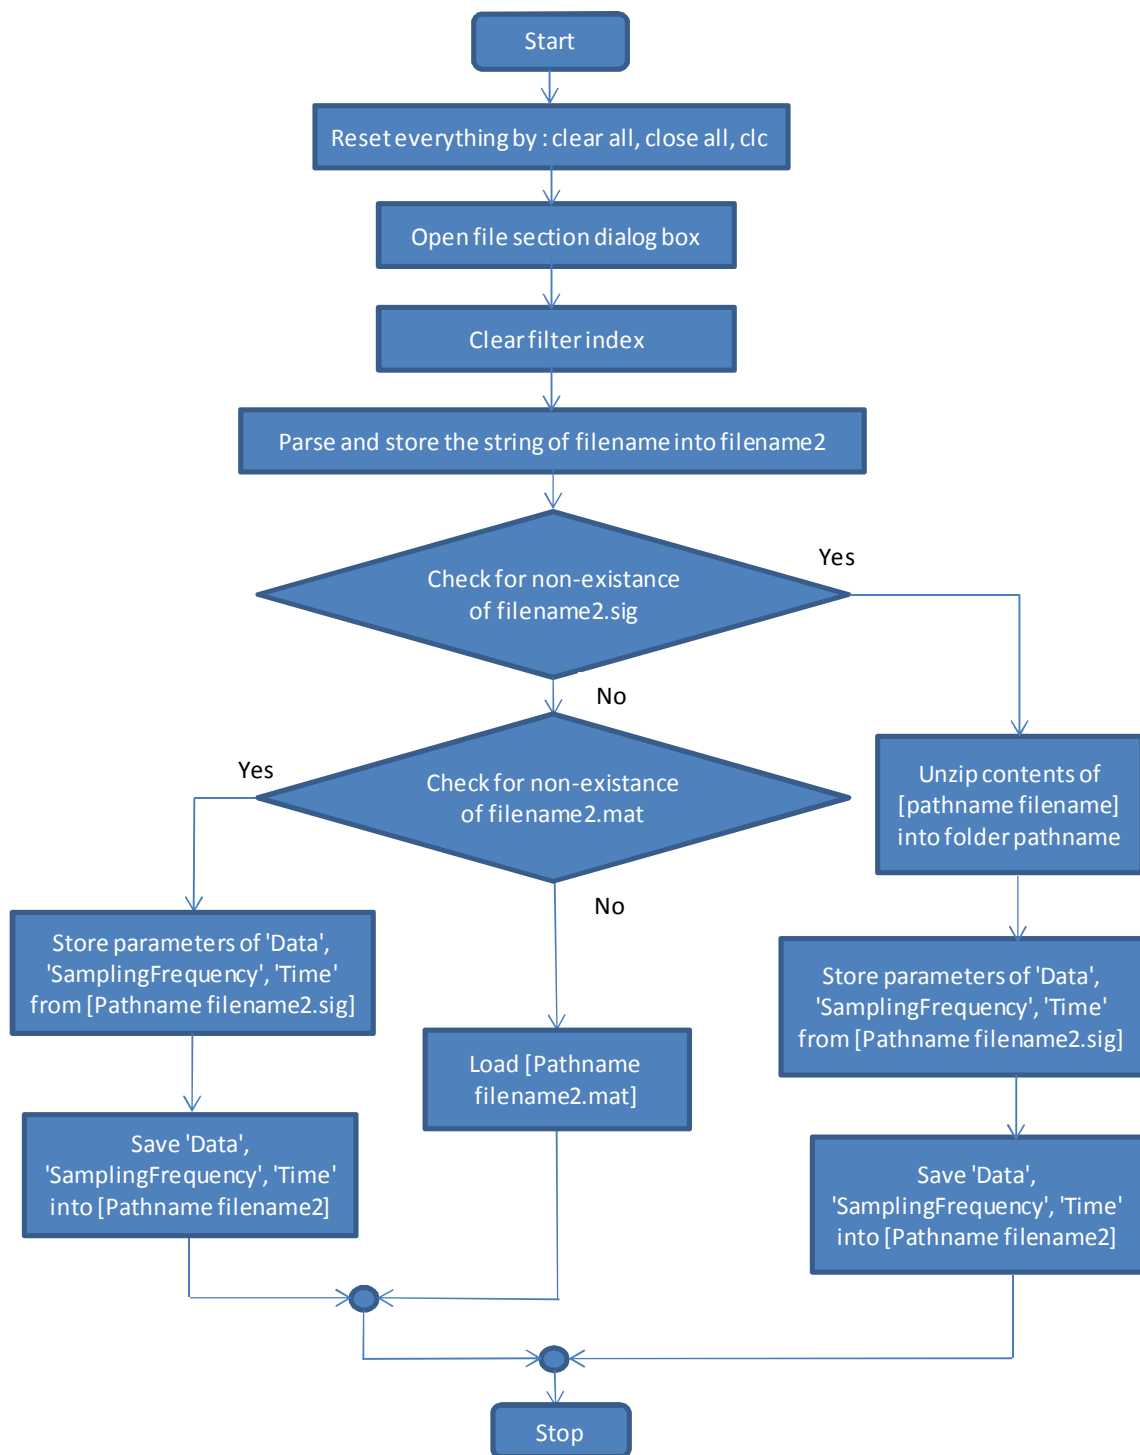 Start
Reset everything by : clear all, close all, clc
Open file section dialog box
Clear filter index
Parse and store the string of filename into filename2
Check for non-existance
of filename2.sig
Yes
No
Check for non-existance
of filename2.mat
Yes
No
Unzip contents of
[pathname filename]
into folder pathname
Store parameters of 'Data',
'SamplingFrequency', 'Time'
from [Pathname filename2.sig]
Load [Pathname
filename2.mat]
Store parameters of 'Data',
'SamplingFrequency', 'Time'
from [Pathname filename2.sig]
Save 'Data',
'SamplingFrequency', 'Time'
into [Pathname filename2]
Save 'Data',
'SamplingFrequency', 'Time'
into [Pathname filename2]
Stop